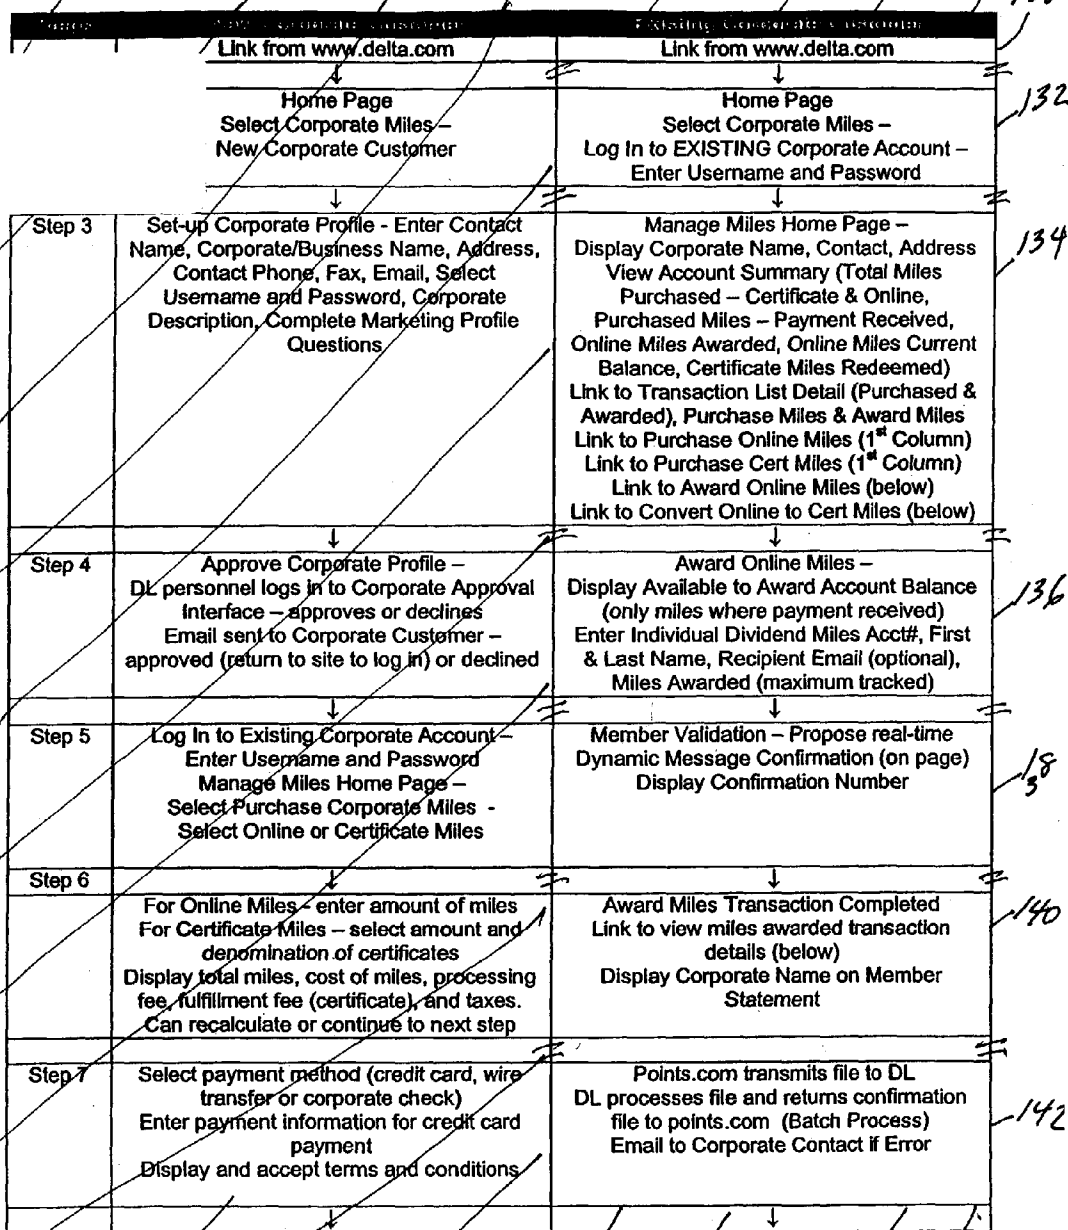 Existing Corporate Customer
Link from www.delta.com
Link from www.delta.com
↓
↓
Home Page
Select Corporate Miles –
New Corporate Customer
Home Page
Select Corporate Miles –
Log In to EXISTING Corporate Account –
Enter Username and Password
132
↓
↓
Step 3
Set-up Corporate Profile - Enter Contact
Name, Corporate/Business Name, Address,
Contact Phone, Fax, Email, Select
Username and Password, Corporate
Description, Complete Marketing Profile
Questions
Manage Miles Home Page –
Display Corporate Name, Contact, Address
View Account Summary (Total Miles
Purchased – Certificate & Online,
Purchased Miles – Payment Received,
Online Miles Awarded, Online Miles Current
Balance, Certificate Miles Redeemed)
Link to Transaction List Detail (Purchased &
Awarded), Purchase Miles & Award Miles
Link to Purchase Online Miles (1st Column)
Link to Purchase Cert Miles (1st Column)
Link to Award Online Miles (below)
Link to Convert Online to Cert Miles (below)
134
↓
↓
Step 4
Approve Corporate Profile –
DL personnel logs in to Corporate Approval
Interface – approves or declines
Email sent to Corporate Customer –
approved (return to site to log in) or declined
Award Online Miles –
Display Available to Award Account Balance
(only miles where payment received)
Enter Individual Dividend Miles Acct#, First
& Last Name, Recipient Email (optional),
Miles Awarded (maximum tracked)
136
↓
↓
Step 5
Log In to Existing Corporate Account –
Enter Username and Password
Manage Miles Home Page –
Select Purchase Corporate Miles -
Select Online or Certificate Miles
Member Validation – Propose real-time
Dynamic Message Confirmation (on page)
Display Confirmation Number
138
Step 6
↓
↓
For Online Miles - enter amount of miles
For Certificate Miles – select amount and
denomination of certificates
Display total miles, cost of miles, processing
fee, fulfillment fee (certificate), and taxes.
Can recalculate or continue to next step
Award Miles Transaction Completed
Link to view miles awarded transaction
details (below)
Display Corporate Name on Member
Statement
140
Step 7
Select payment method (credit card, wire
transfer or corporate check)
Enter payment information for credit card
payment
Display and accept terms and conditions
Points.com transmits file to DL
DL processes file and returns confirmation
file to points.com (Batch Process)
Email to Corporate Contact if Error
142
↓
↓